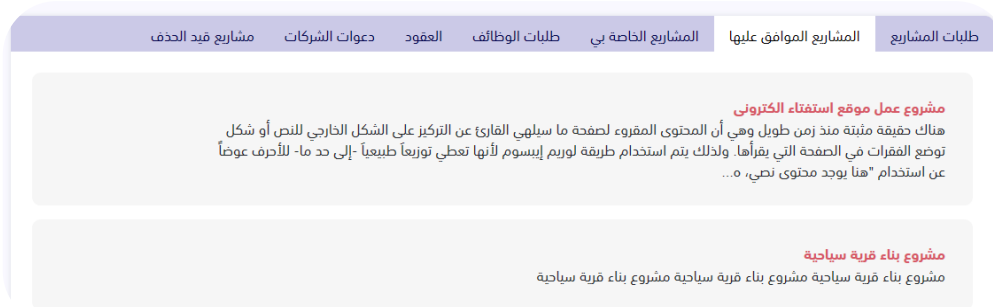 طلبات المشاريع
المشاريع الموافق عليها
المشاريع الخاصة بي
طلبات الوظائف
العقود
دعوات الشركات
مشاريع قيد الحذف
مشروع عمل موقع استفتاء الكترونى
هناك حقيقة مثبتة منذ زمن طويل وهي أن المحتوى المقروء لصفحة ما سيلهي القارئ عن التركيز على الشكل الخارجي للنص أو شكل
توضع الفقرات في الصفحة التي يقرأها. ولذلك يتم استخدام طريقة لوريم إيبسوم لأنها تعطي توزيعاَ طبيعياَ -إلى حد ما- للأحرف عوضاً
عن استخدام "هنا يوجد محتوى نصي، ه...
مشروع بناء قرية سياحية
مشروع بناء قرية سياحية مشروع بناء قرية سياحية مشروع بناء قرية سياحية